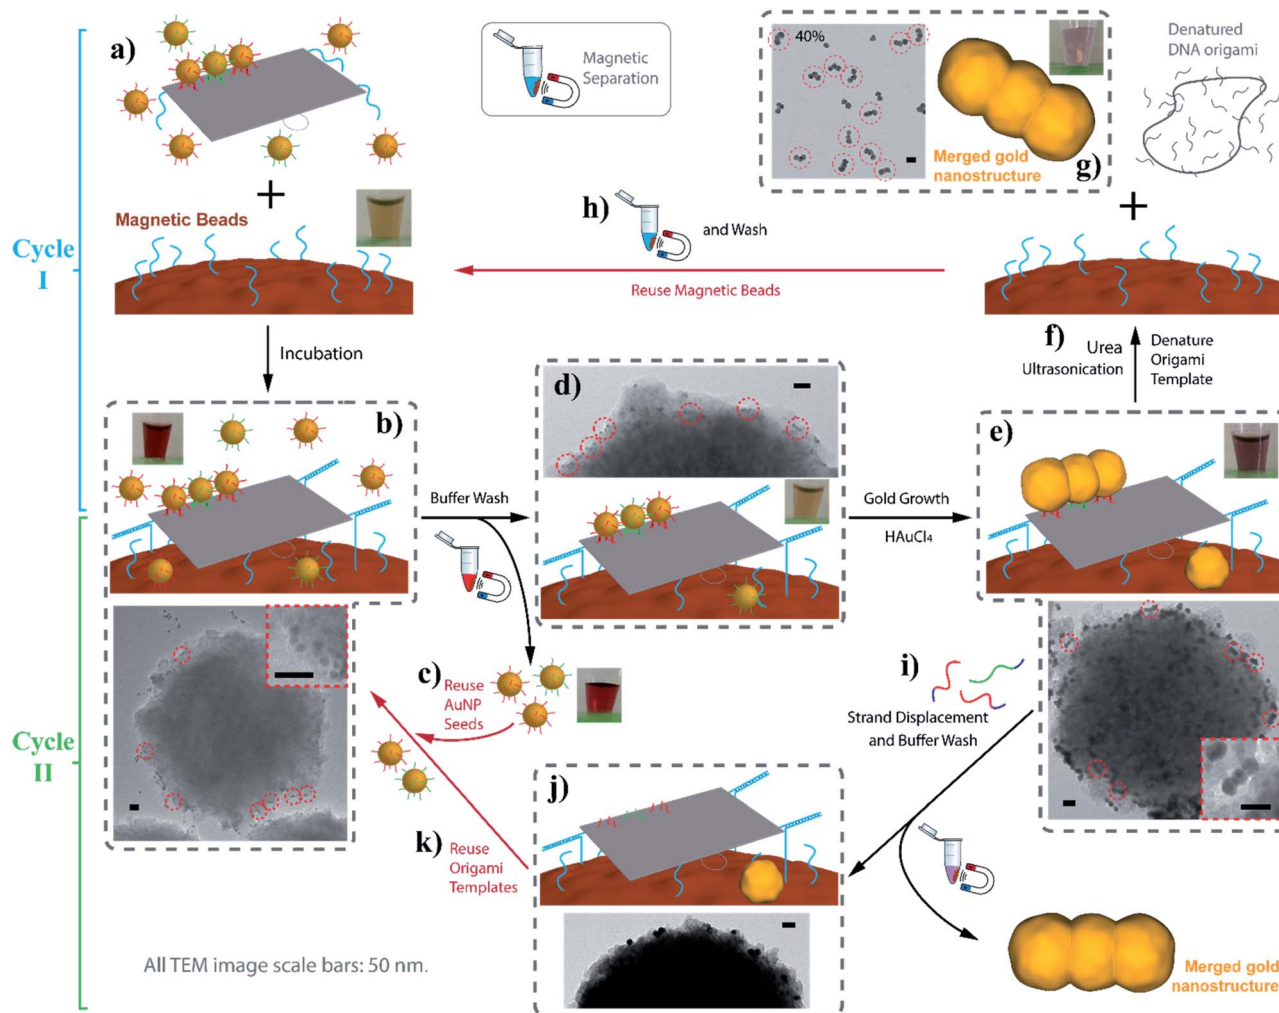 a)
Magnetic
Separation
40%
Merged gold
nanostructure
g)
Denatured
DNA origami
+
+
Magnetic Beads
h)
and Wash
Reuse Magnetic Beads
Cycle
I
Incubation
f)
Urea
Ultrasonication
Denature
Origami
Template
b)
d)
e)
Buffer Wash
Gold Growth
HAuCl₄
c)
Reuse
AuNP
Seeds
i)
Strand Displacement
and Buffer Wash
Cycle
II
j)
k)
Reuse
Origami
Templates
All TEM image scale bars: 50 nm.
Merged gold
nanostructure